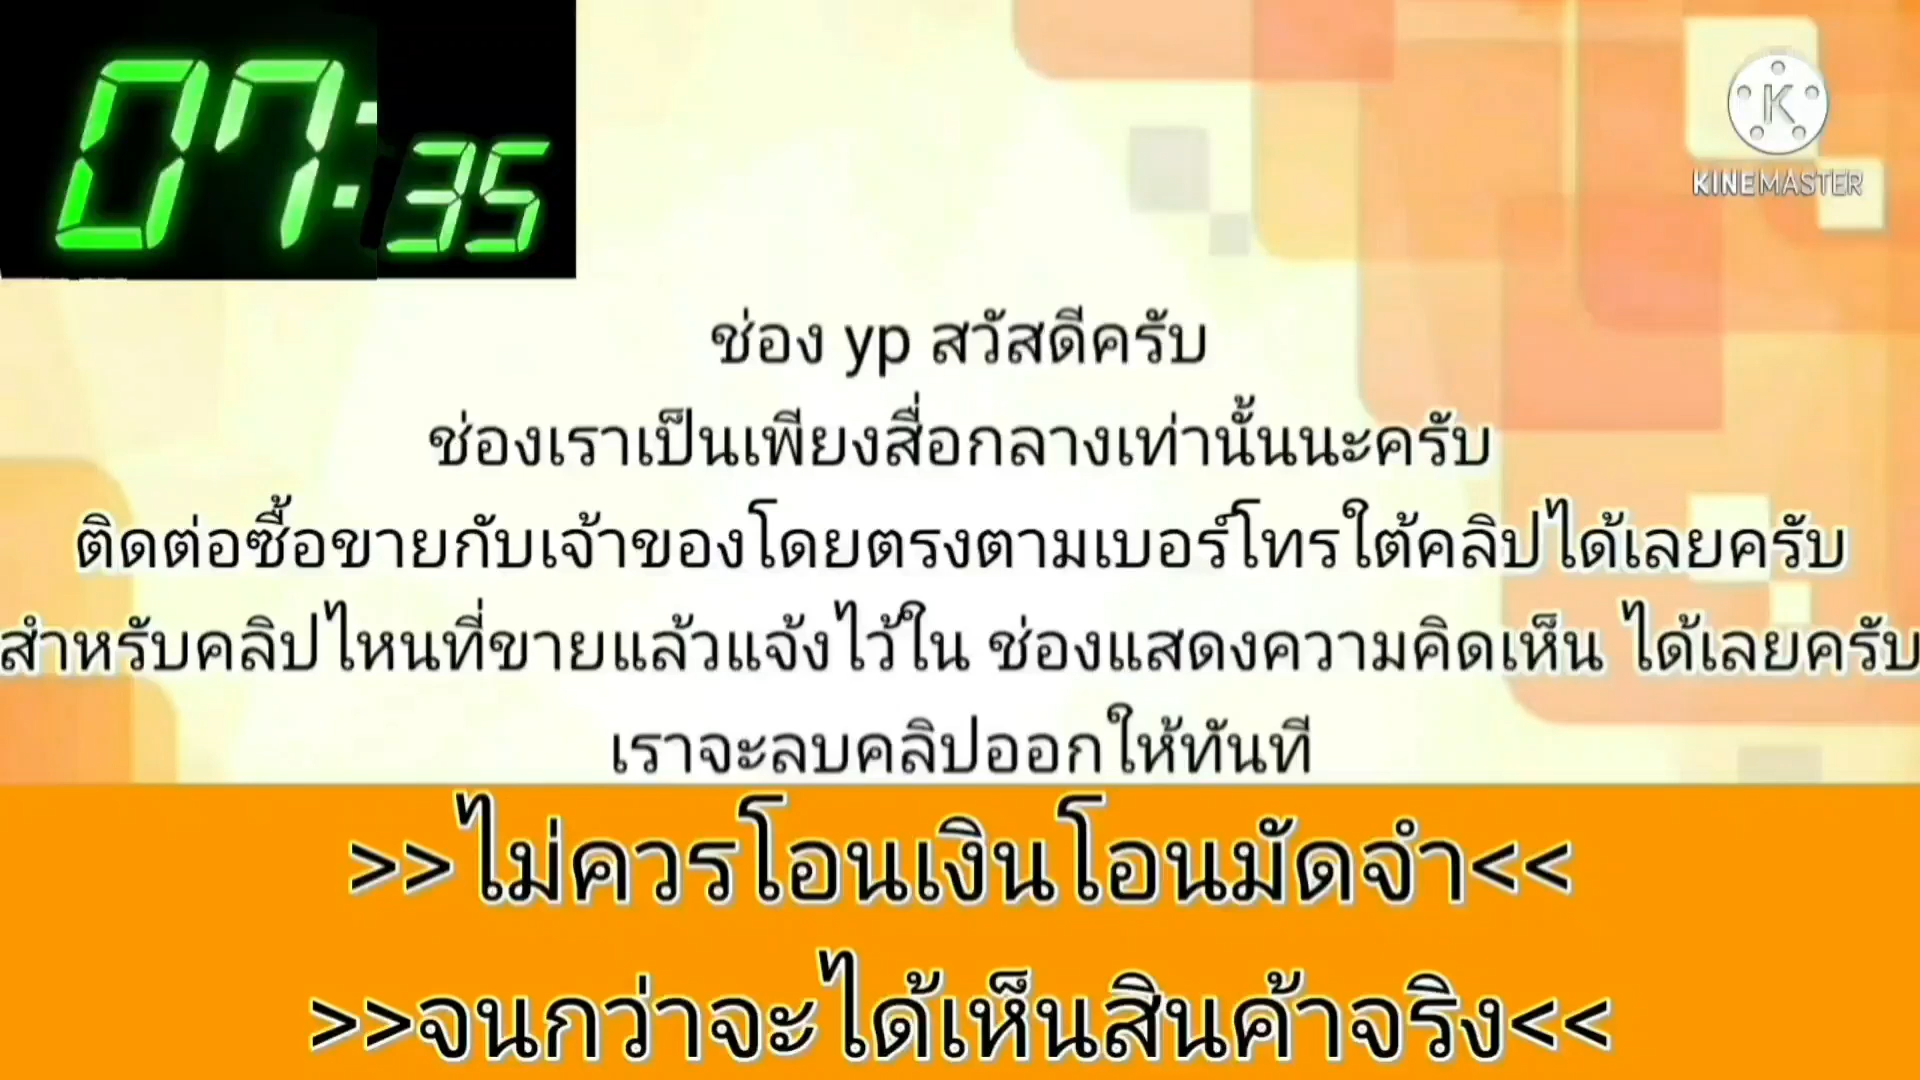 07:35
KINEMASTER
ช่อง yp สวัสดีครับ
ช่องเราเป็นเพียงสื่อกลางเท่านั้นนะครับ
ติดต่อซื้อขายกับเจ้าของโดยตรงตามเบอร์โทรใต้คลิปได้เลยครับ
สำหรับคลิปไหนที่ขายแล้วแจ้งไว้ใน ช่องแสดงความคิดเห็น ได้เลยครับ
เราจะลบคลิปออกให้ทันที
>>ไม่ควรโอนเงินโอนมัดจำ<<
>>จนกว่าจะได้เห็นสินค้าจริง<<